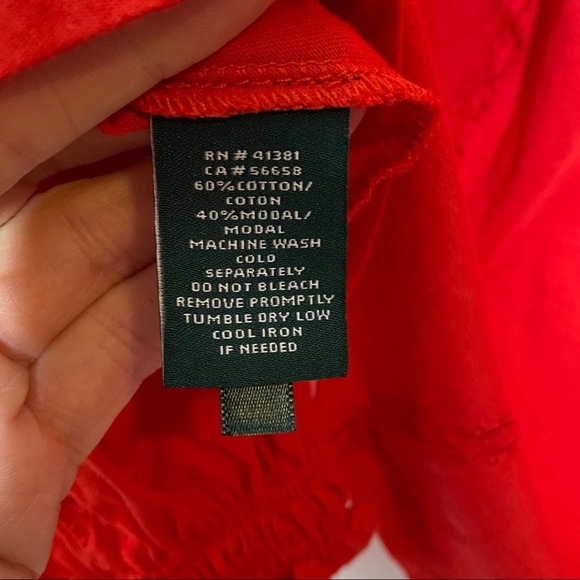 RN # 41381
CA # 56658
60%COTTON/
COTON
40%MODAL/
MODAL
MACHINE WASH
COLD
SEPARATELY
DO NOT BLEACH
REMOVE PROMPTLY
TUMBLE DRY LOW
COOL IRON
IF NEEDED